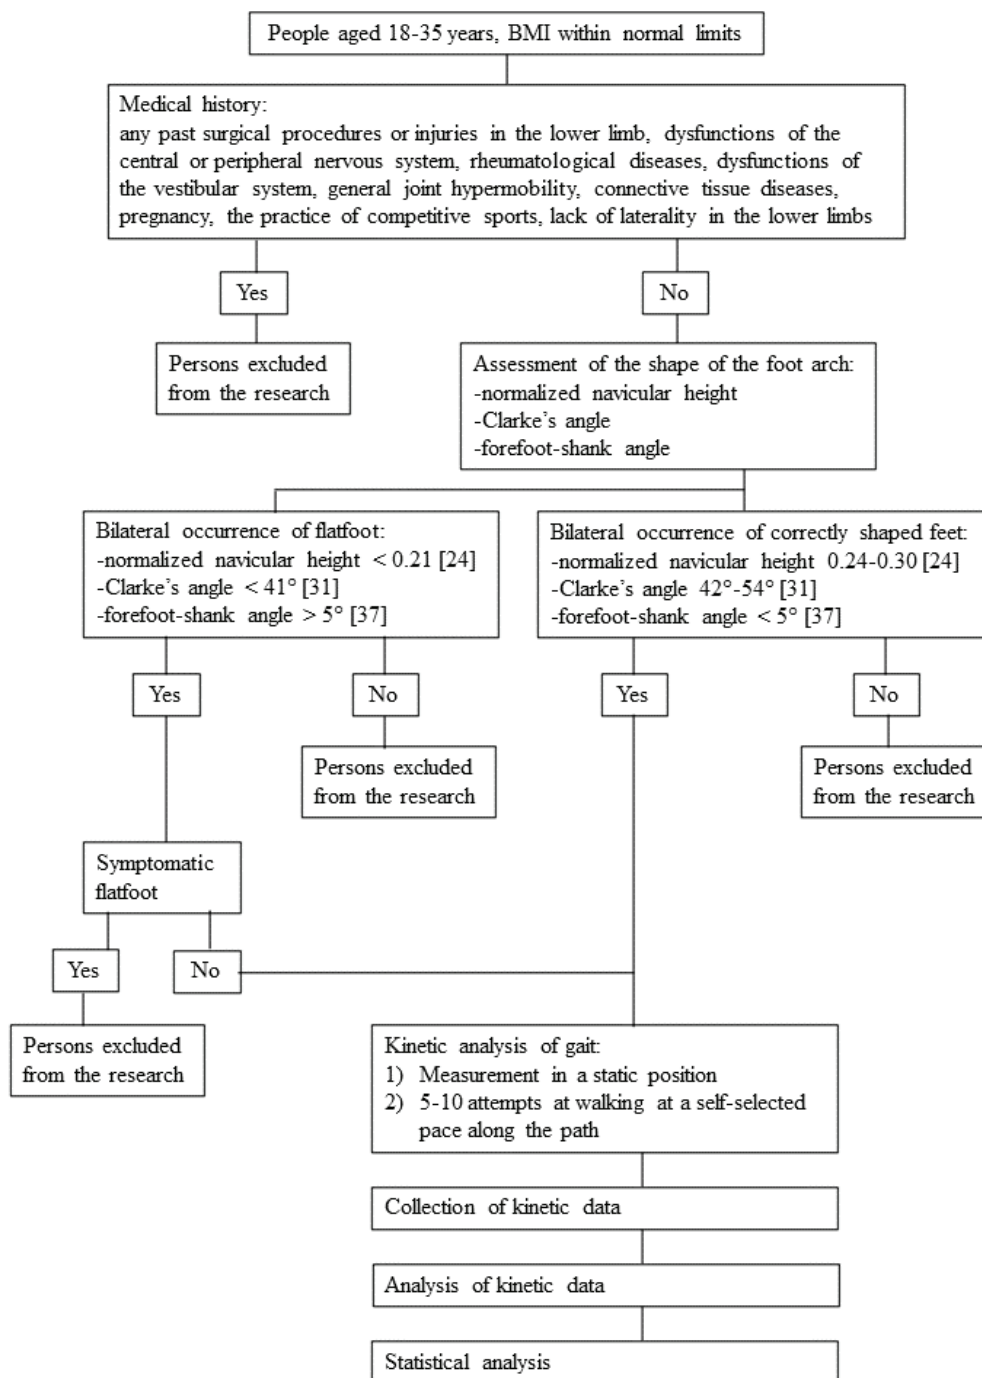 People aged 18-35 years, BMI within normal limits
Medical history:
any past surgical procedures or injuries in the lower limb, dysfunctions of the
central or peripheral nervous system, rheumatological diseases, dysfunctions of
the vestibular system, general joint hypermobility, connective tissue diseases,
pregnancy, the practice of competitive sports, lack of laterality in the lower limbs
Yes
No
Persons excluded
from the research
Assessment of the shape of the foot arch:
-normalized navicular height
-Clarke's angle
-forefoot-shank angle
Bilateral occurrence of flatfoot:
-normalized navicular height < 0.21 [24]
-Clarke's angle < 41° [31]
-forefoot-shank angle > 5° [37]
Bilateral occurrence of correctly shaped feet:
-normalized navicular height 0.24-0.30 [24]
-Clarke's angle 42°-54° [31]
-forefoot-shank angle < 5° [37]
Yes
No
Yes
No
Persons excluded
from the research
Persons excluded
from the research
Symptomatic
flatfoot
Yes
No
Persons excluded
from the research
Kinetic analysis of gait:
1) Measurement in a static position
2) 5-10 attempts at walking at a self-selected
pace along the path
Collection of kinetic data
Analysis of kinetic data
Statistical analysis